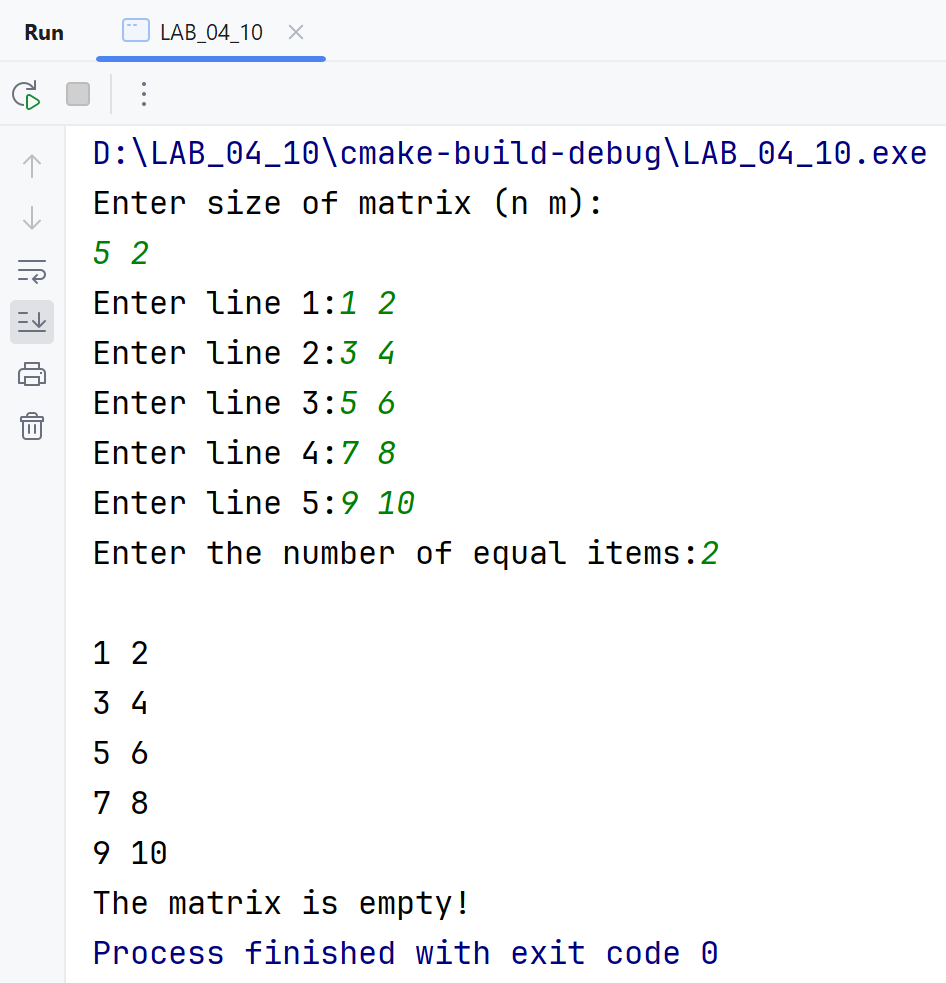 Run LAB_04_10
D:\LAB_04_10\cmake-build-debug\LAB_04_10.exe
Enter size of matrix (n m):
5 2
Enter line 1:1 2
Enter line 2:3 4
Enter line 3:5 6
Enter line 4:7 8
Enter line 5:9 10
Enter the number of equal items:2
1 2
3 4
5 6
7 8
9 10
The matrix is empty!
Process finished with exit code 0